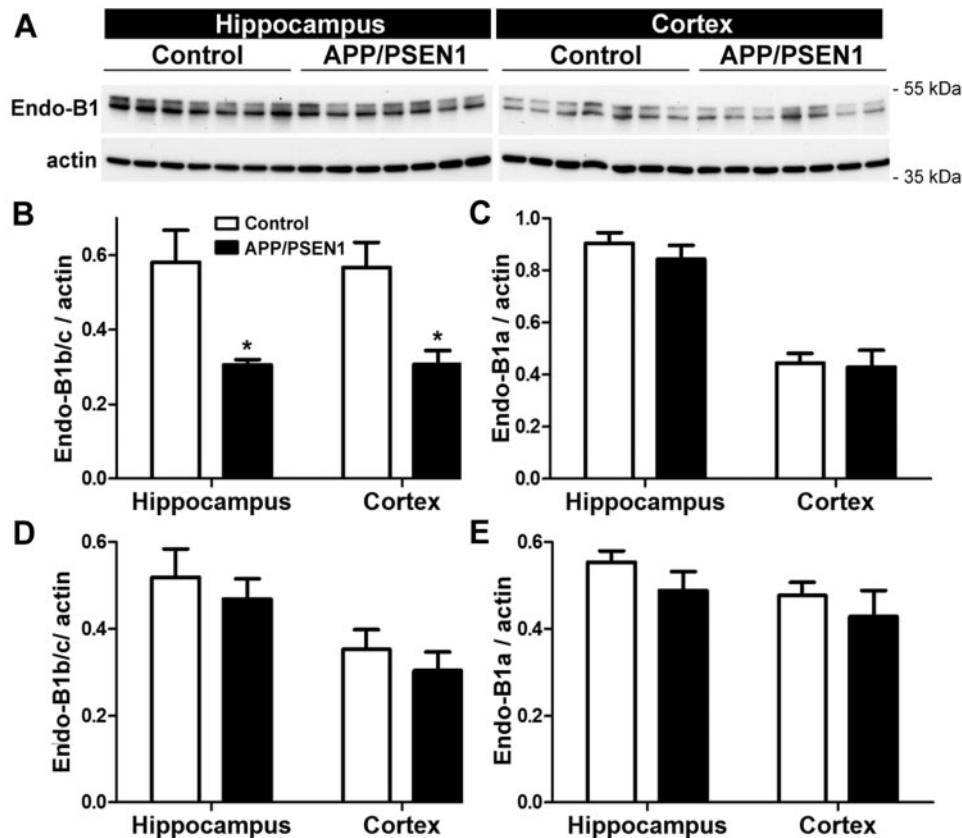 A
Hippocampus
Cortex
Control
APP/PSEN1
Control
APP/PSEN1
Endo-B1
- 55 kDa
actin
- 35 kDa
B
Control
APP/PSEN1
Endo-B1b/c / actin
0.6
0.4
0.2
0.0
*
*
Hippocampus
Cortex
C
Endo-B1a / actin
1.0
0.8
0.6
0.4
0.2
0.0
Hippocampus
Cortex
D
Endo-B1b/c/ actin
0.6
0.4
0.2
0.0
Hippocampus
Cortex
E
Endo-B1a / actin
0.6
0.4
0.2
0.0
Hippocampus
Cortex